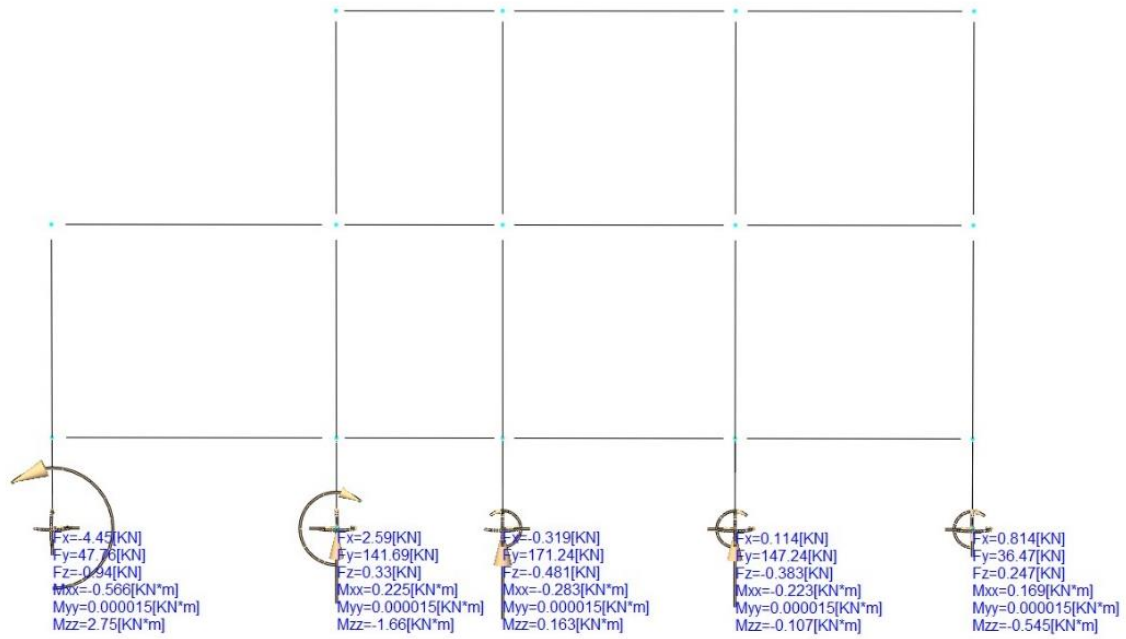 Fx=-4.45[KN]
Fy=47.76[KN]
Fz=-0.94[KN]
Mxx=-0.566[KN*m]
Myy=0.000015[KN*m]
Mzz=2.75[KN*m]
Fx=2.59[KN]
Fy=141.69[KN]
Fz=0.33[KN]
Mxx=0.225[KN*m]
Myy=0.000015[KN*m]
Mzz=-1.66[KN*m]
Fx=-0.319[KN]
Fy=171.24[KN]
Fz=-0.481[KN]
Mxx=-0.283[KN*m]
Myy=0.000015[KN*m]
Mzz=0.163[KN*m]
Fx=0.114[KN]
Fy=147.24[KN]
Fz=-0.383[KN]
Mxx=-0.223[KN*m]
Myy=0.000015[KN*m]
Mzz=-0.107[KN*m]
Fx=0.814[KN]
Fy=36.47[KN]
Fz=0.247[KN]
Mxx=0.169[KN*m]
Myy=0.000015[KN*m]
Mzz=-0.545[KN*m]